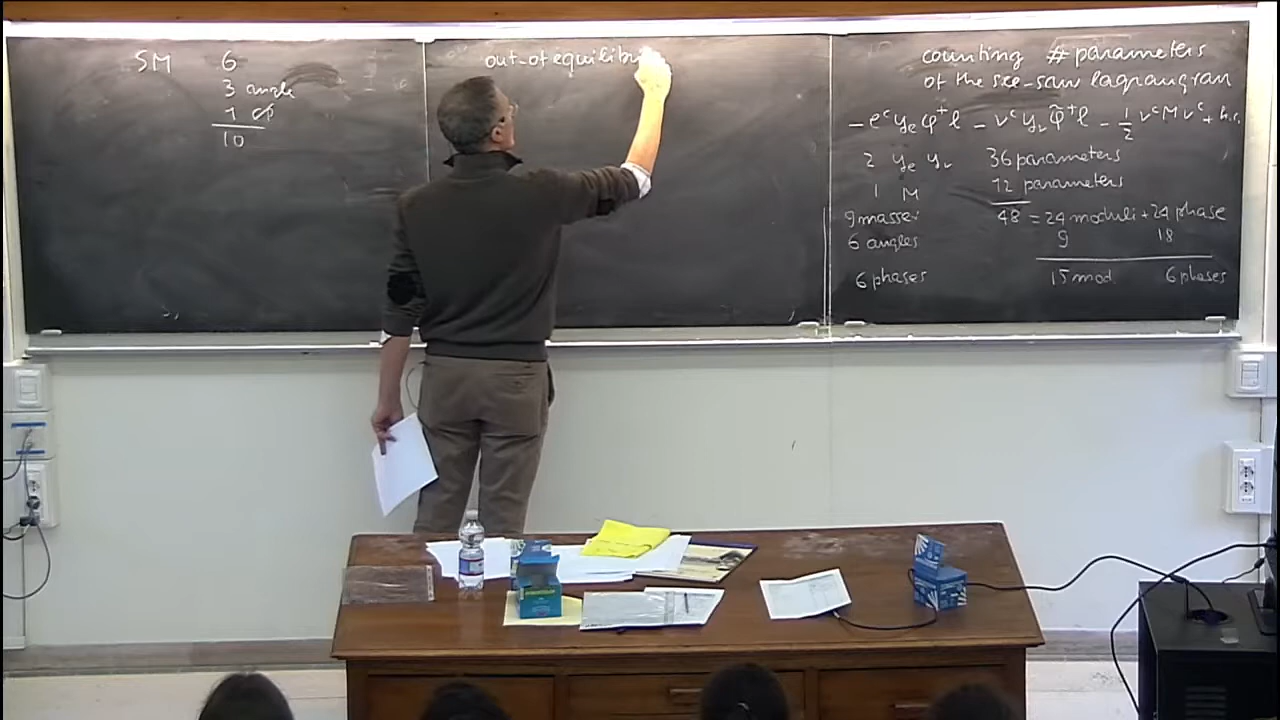 SM 6
3 angle
1 CP
10
out-of equilibri
counting # parameters
of the see-saw lagrangian
- e^c y_e φ^+ l - ν^c y_ν φ̃^+ l - 1/2 ν^c M ν^c + h.c.
2 y_e y_ν 36 parameters
1 M 12 parameters
9 masses 48 = 24 moduli + 24 phase
6 angles 9 18
6 phases 15 mod. 6 phases